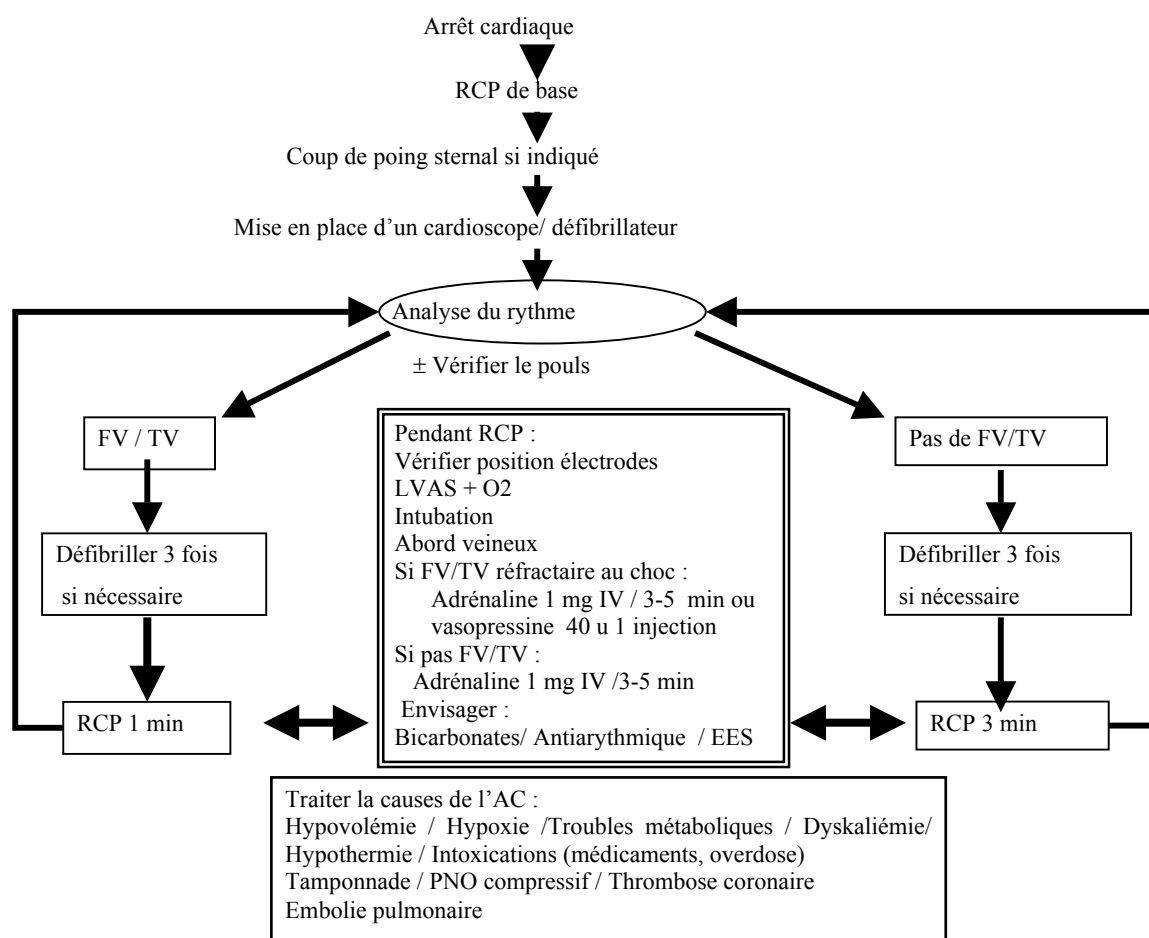 Arrêt cardiaque
RCP de base
Coup de poing sternal si indiqué
Mise en place d'un cardioscope/ défibrillateur
Analyse du rythme
± Vérifier le pouls
FV / TV
Défibriller 3 fois
si nécessaire
RCP 1 min
Pendant RCP :
Vérifier position électrodes
LVAS + O2
Intubation
Abord veineux
Si FV/TV réfractaire au choc :
Adrénaline 1 mg IV / 3-5 min ou
vasopressine 40 u 1 injection
Si pas FV/TV :
Adrénaline 1 mg IV /3-5 min
Envisager :
Bicarbonates/ Antiarythmique / EES
Pas de FV/TV
Défibriller 3 fois
si nécessaire
RCP 3 min
Traiter la causes de l'AC :
Hypovolémie / Hypoxie /Troubles métaboliques / Dyskaliémie/
Hypothermie / Intoxications (médicaments, overdose)
Tamponnade / PNO compressif / Thrombose coronaire
Embolie pulmonaire